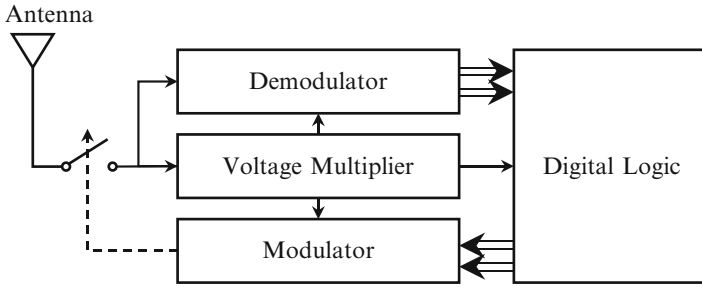 Antenna
Demodulator
Voltage Multiplier
Digital Logic
Modulator